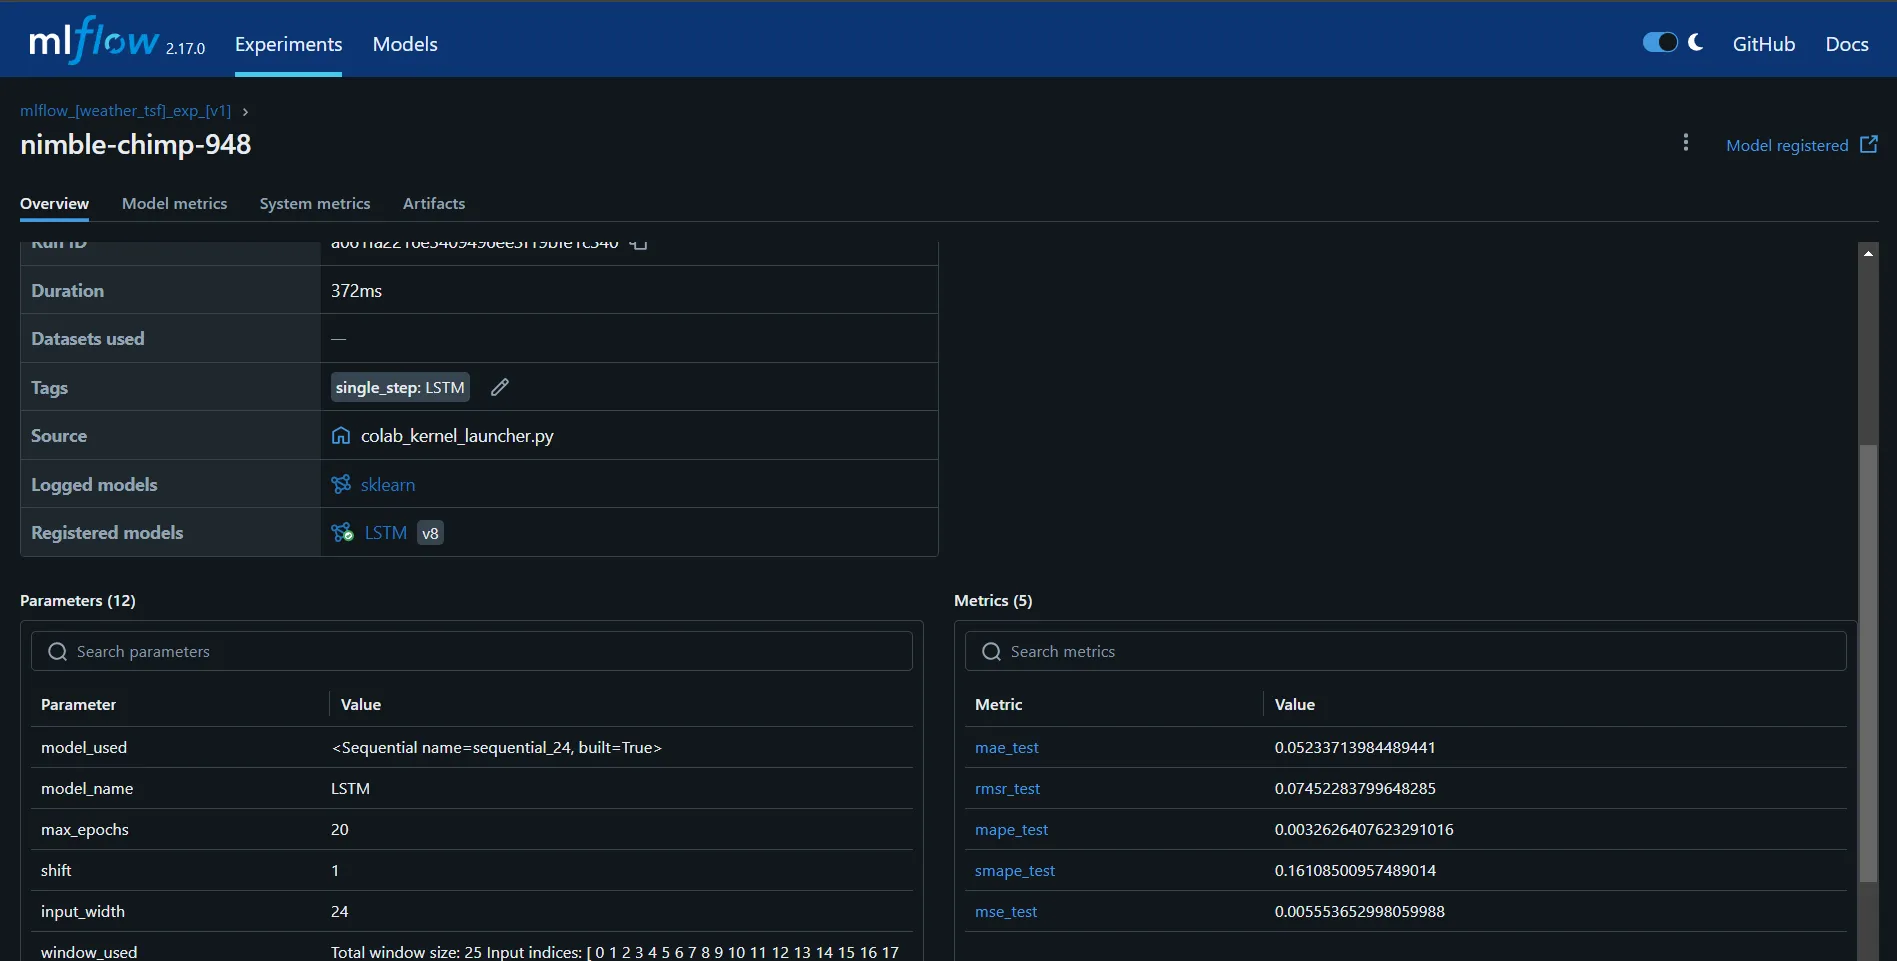 mlflow 2.17.0 Experiments Models GitHub Docs
mlflow_[weather_tsf]_exp_[v1] ›
nimble-chimp-948
Model registered
Overview Model metrics System metrics Artifacts
Run ID
Duration 372ms
Datasets used —
Tags single_step: LSTM
Source colab_kernel_launcher.py
Logged models sklearn
Registered models LSTM v8
Parameters (12) Metrics (5)
Search parameters Search metrics
Parameter Value Metric Value
model_used <Sequential name=sequential_24, built=True> mae_test 0.05233713984489441
model_name LSTM rmsr_test 0.07452283799648285
max_epochs 20 mape_test 0.0032626407623291016
shift 1 smape_test 0.16108500957489014
input_width 24 mse_test 0.005553652998059988
window_used Total window size: 25 Input indices: [ 0 1 2 3 4 5 6 7 8 9 10 11 12 13 14 15 16 17